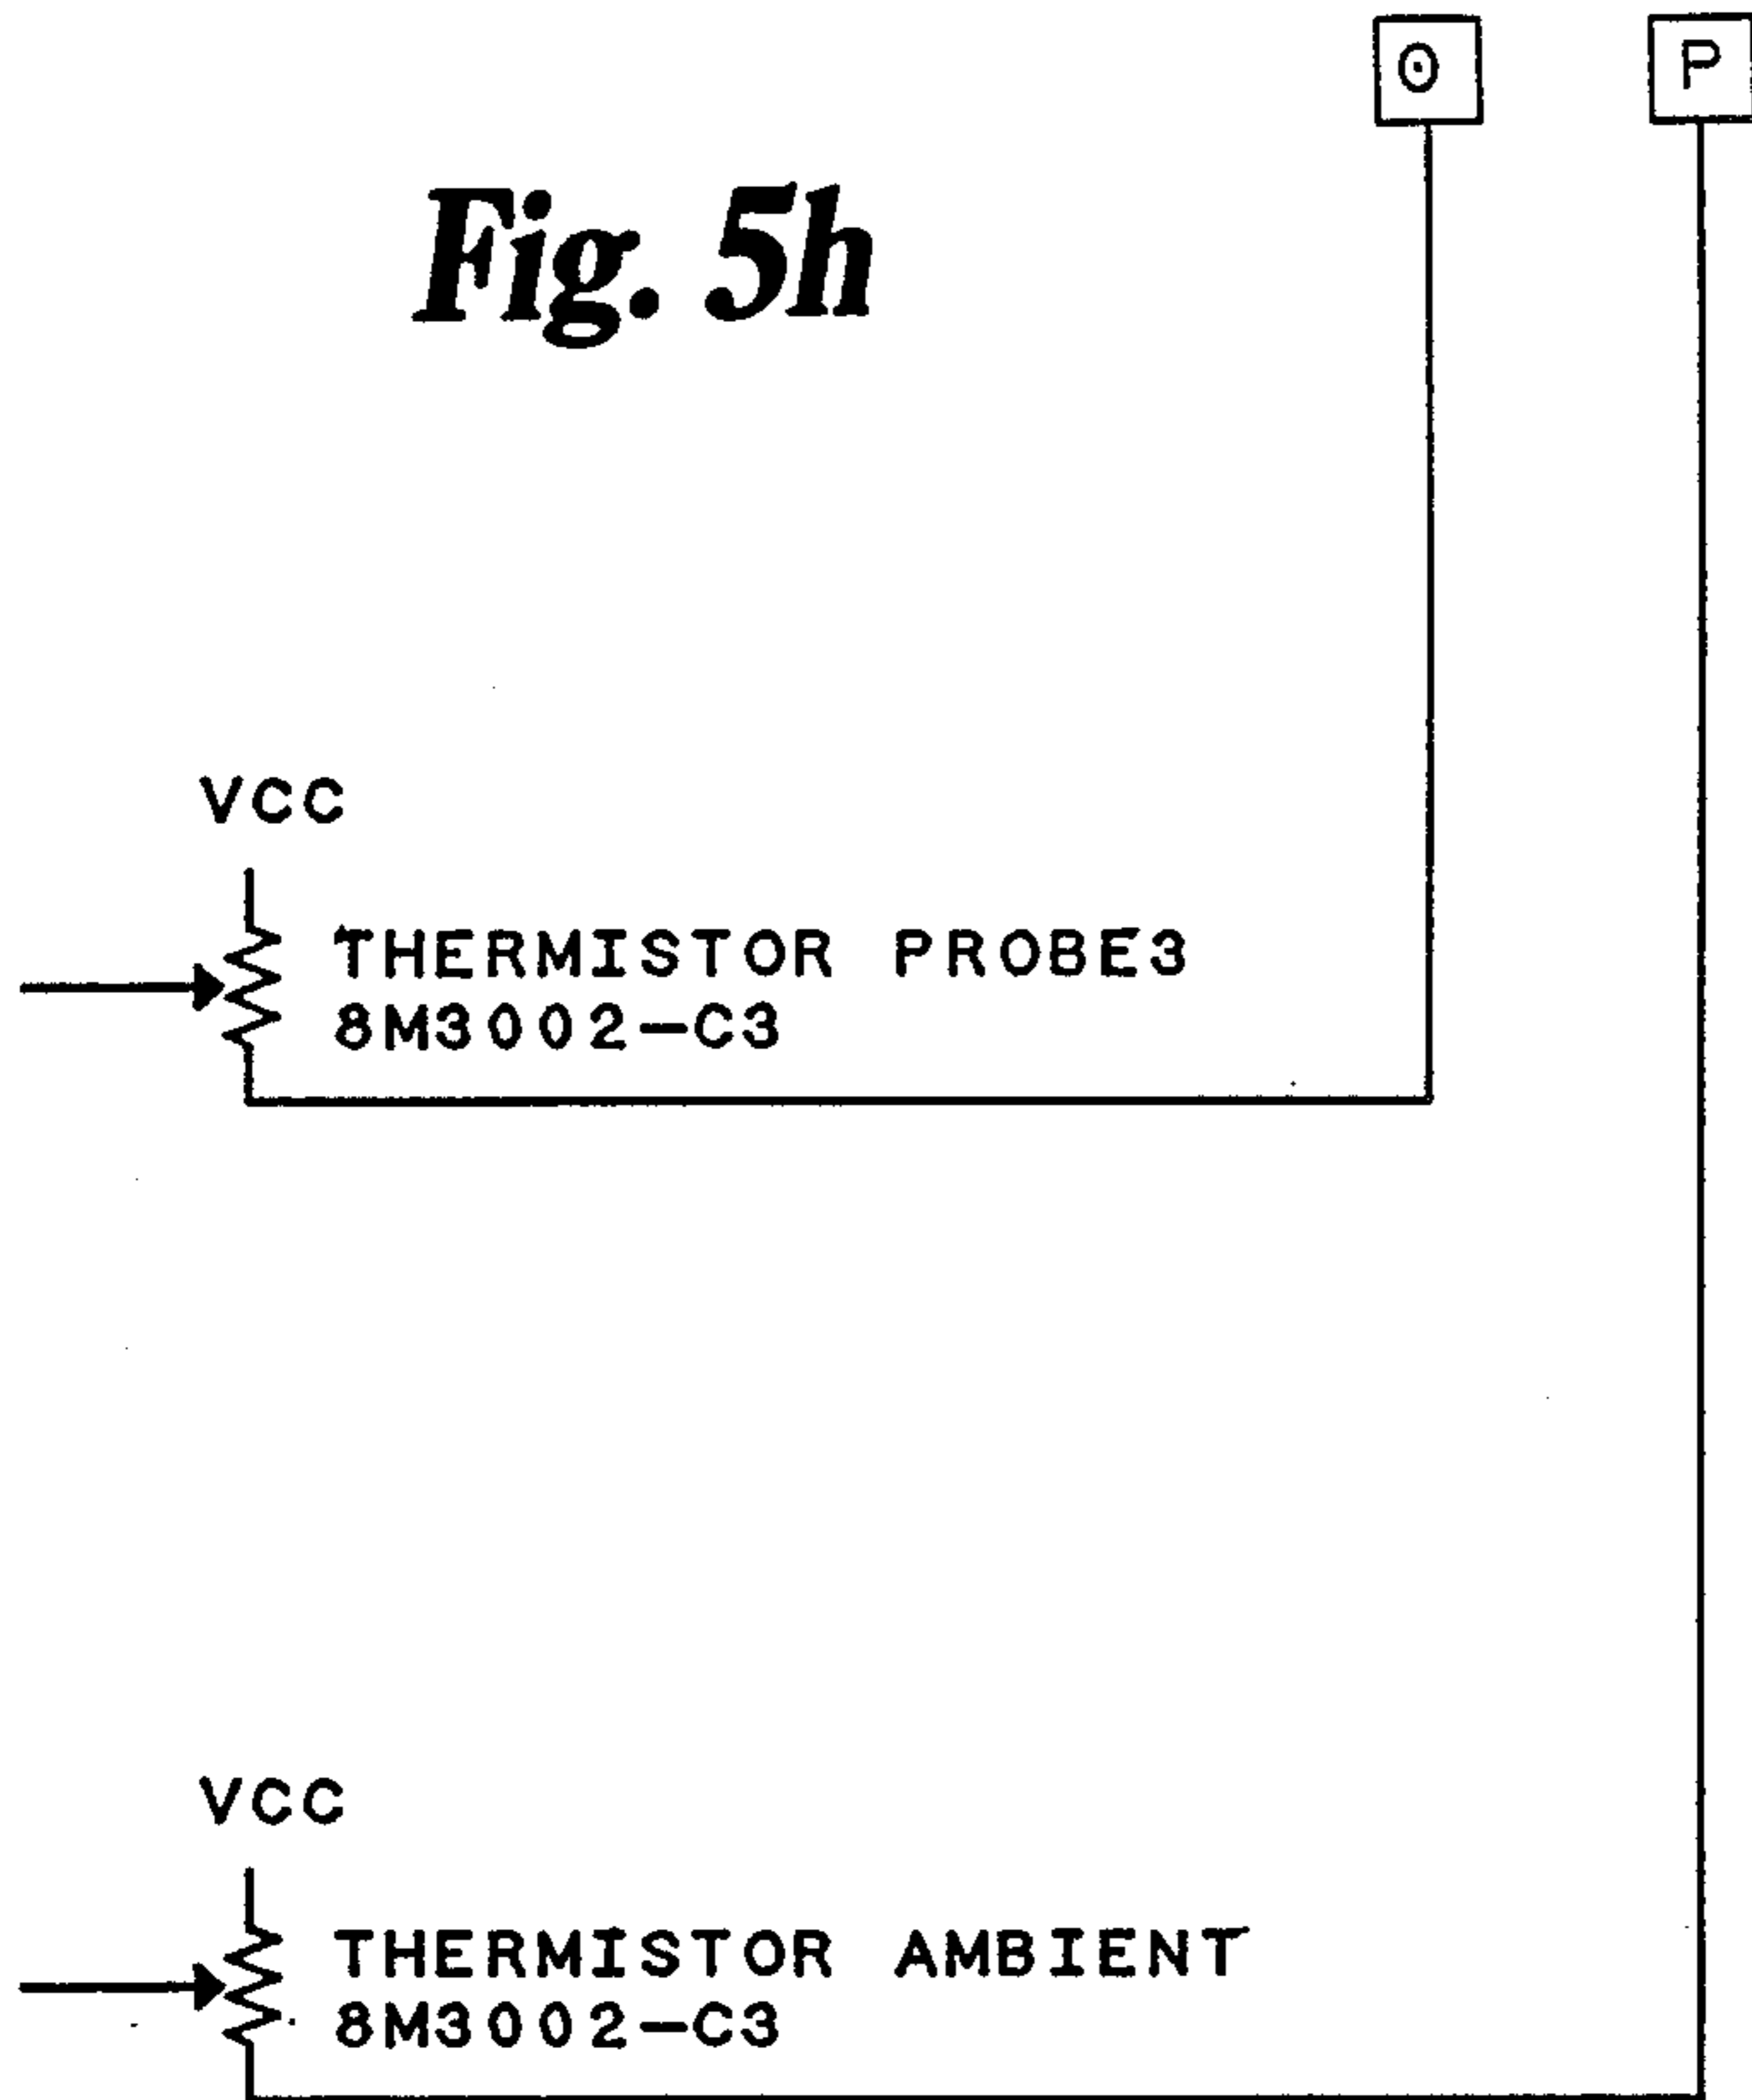 O P
Fig. 5h
VCC
THERMISTOR PROBE3
8M3002-C3
VCC
THERMISTOR AMBIENT
8M3002-C3